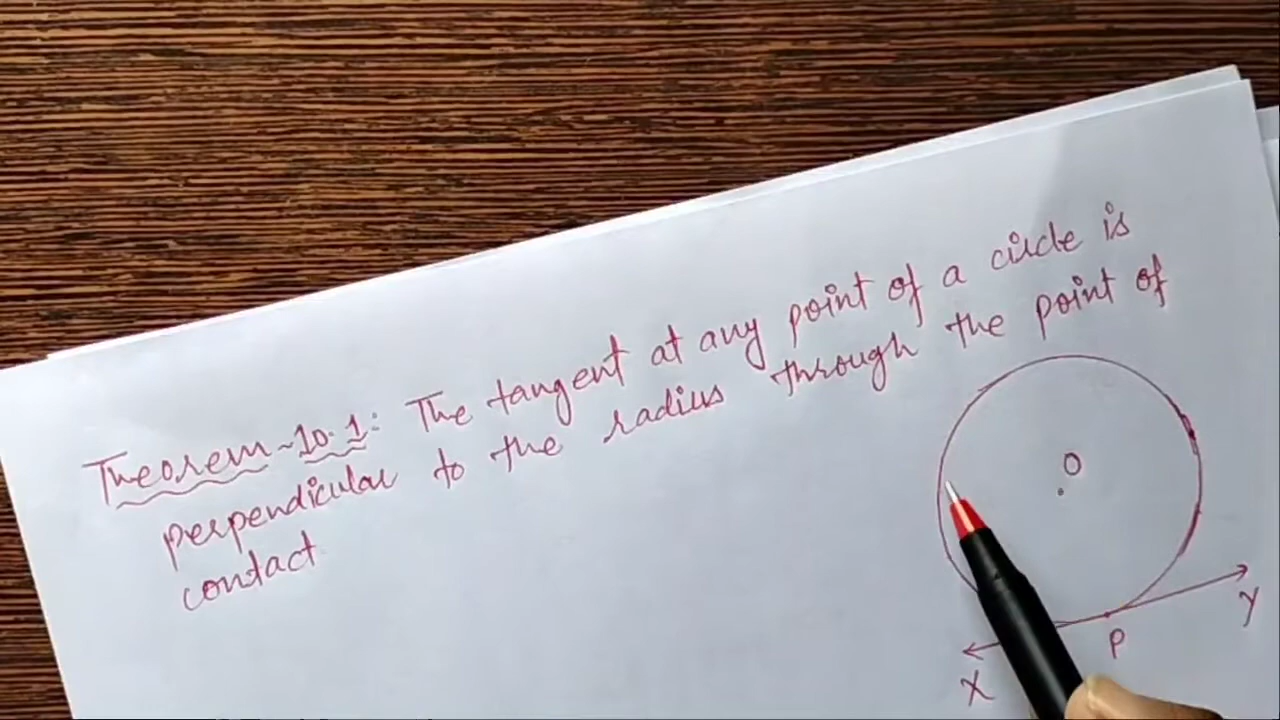 Theorem-10.1: The tangent at any point of a circle is
perpendicular to the radius through the point of
contact
O
P
X
Y